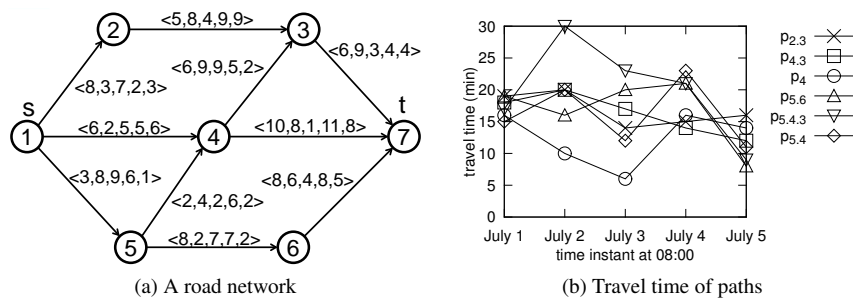 s
t
1
2
3
4
5
6
7
<5,8,4,9,9>
<8,3,7,2,3>
<6,9,9,5,2>
<6,9,3,4,4>
<6,2,5,5,6>
<10,8,1,11,8>
<3,8,9,6,1>
<2,4,2,6,2>
<8,6,4,8,5>
<8,2,7,7,2>
(a) A road network
travel time (min)
30
25
20
15
10
5
0
July 1 July 2 July 3 July 4 July 5
time instant at 08:00
p2.3
p4.3
p4
p5.6
p5.4.3
p5.4
(b) Travel time of paths